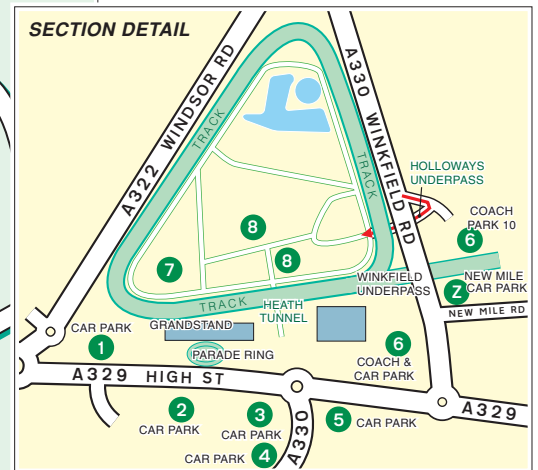 SECTION DETAIL
A322 WINDSOR RD
A330 WINKFIELD RD
TRACK
TRACK
HOLLOWAYS
UNDERPASS
COACH
PARK 10
6
8
8
7
WINKFIELD
UNDERPASS
NEW MILE
CAR PARK
Z
NEW MILE RD
TRACK
HEATH
TUNNEL
GRANDSTAND
CAR PARK
1
PARADE RING
6
COACH &
CAR PARK
A329 HIGH ST
A329
2
CAR PARK
3
CAR PARK
4
CAR PARK
A330
5
CAR PARK